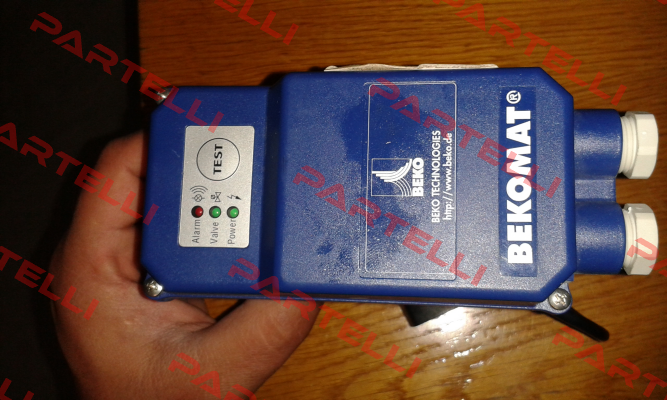 TEST
Alarm
Valve
Power
BEKO
BEKO TECHNOLOGIES
http://www.beko.de
BEKOMAT®
PARTELLI
PARTELLI
PARTELLI
PARTELLI
PARTELLI
PARTELLI
PARTELLI
PARTELLI